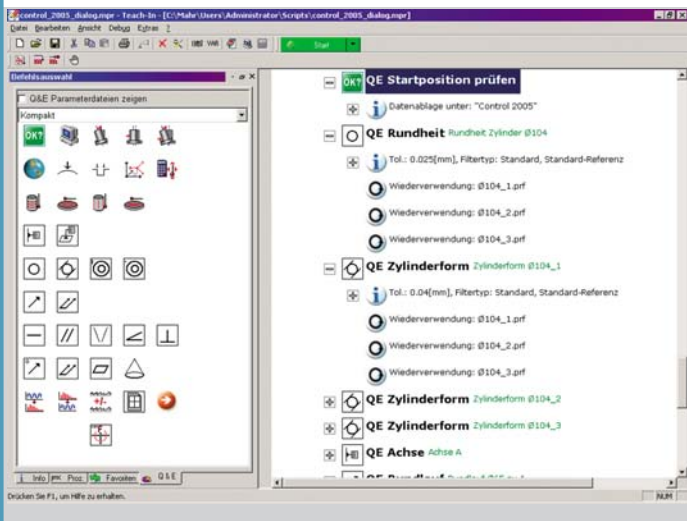 control_2005_dialog.mpr - Teach-In - [C:\Mahr\Users\Administrator\Scripts\control_2005_dialog.mpr]
Datei Bearbeiten Ansicht Debug Extras ?
Start
Befehlsauswahl
Q&E Parameterdateien zeigen
Kompakt
OK?
Info
Proz.
Favoriten
Q&E
OK? QE Startposition prüfen
Datenablage unter: "Control 2005"
QE Rundheit Rundheit Zylinder Ø104
Tol.: 0.025[mm], Filtertyp: Standard, Standard-Referenz
Wiederverwendung: Ø104_1.prf
Wiederverwendung: Ø104_2.prf
Wiederverwendung: Ø104_3.prf
QE Zylinderform Zylinderform Ø104_1
Tol.: 0.04[mm], Filtertyp: Standard, Standard-Referenz
Wiederverwendung: Ø104_1.prf
Wiederverwendung: Ø104_2.prf
Wiederverwendung: Ø104_3.prf
QE Zylinderform Zylinderform Ø104_2
QE Zylinderform Zylinderform Ø104_3
QE Achse Achse A
QE Rundlauf
Drücken Sie F1, um Hilfe zu erhalten.
NUM